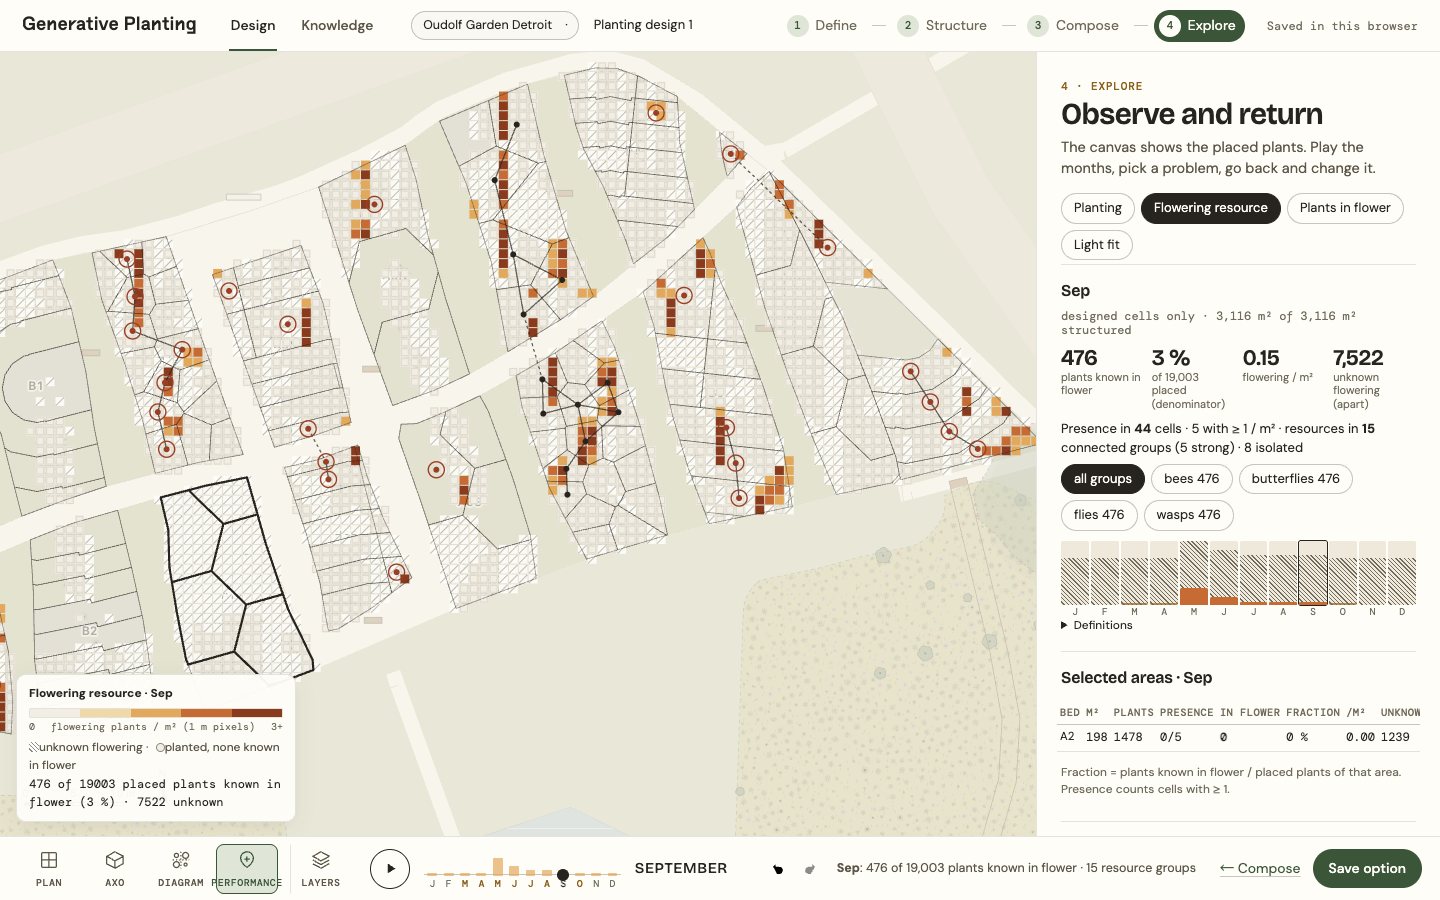 Generative Planting
Design
Knowledge
Oudolf Garden Detroit ·
Planting design 1
1 Define
2 Structure
3 Compose
4 Explore
Saved in this browser
4 · EXPLORE
Observe and return
The canvas shows the placed plants. Play the
months, pick a problem, go back and change it.
Planting
Flowering resource
Plants in flower
Light fit
Sep
designed cells only · 3,116 m² of 3,116 m²
structured
476
plants known in
flower
3 %
of 19,003
placed
(denominator)
0.15
flowering / m²
7,522
unknown
flowering
(apart)
Presence in 44 cells · 5 with ≥ 1 / m² · resources in 15
connected groups (5 strong) · 8 isolated
all groups
bees 476
butterflies 476
flies 476
wasps 476
J F M A M J J A S O N D
▶ Definitions
Selected areas · Sep
BED M² PLANTS PRESENCE IN FLOWER FRACTION /M² UNKNOW
A2 198 1478 0/5 0 0 % 0.00 1239
Fraction = plants known in flower / placed plants of that area.
Presence counts cells with ≥ 1.
B1
B2
Flowering resource · Sep
0 flowering plants / m² (1 m pixels) 3+
unknown flowering · planted, none known
in flower
476 of 19003 placed plants known in
flower (3 %) · 7522 unknown
PLAN
AXO
DIAGRAM
PERFORMANCE
LAYERS
J F M A M J J A S O N D
SEPTEMBER
Sep: 476 of 19,003 plants known in flower · 15 resource groups
← Compose
Save option